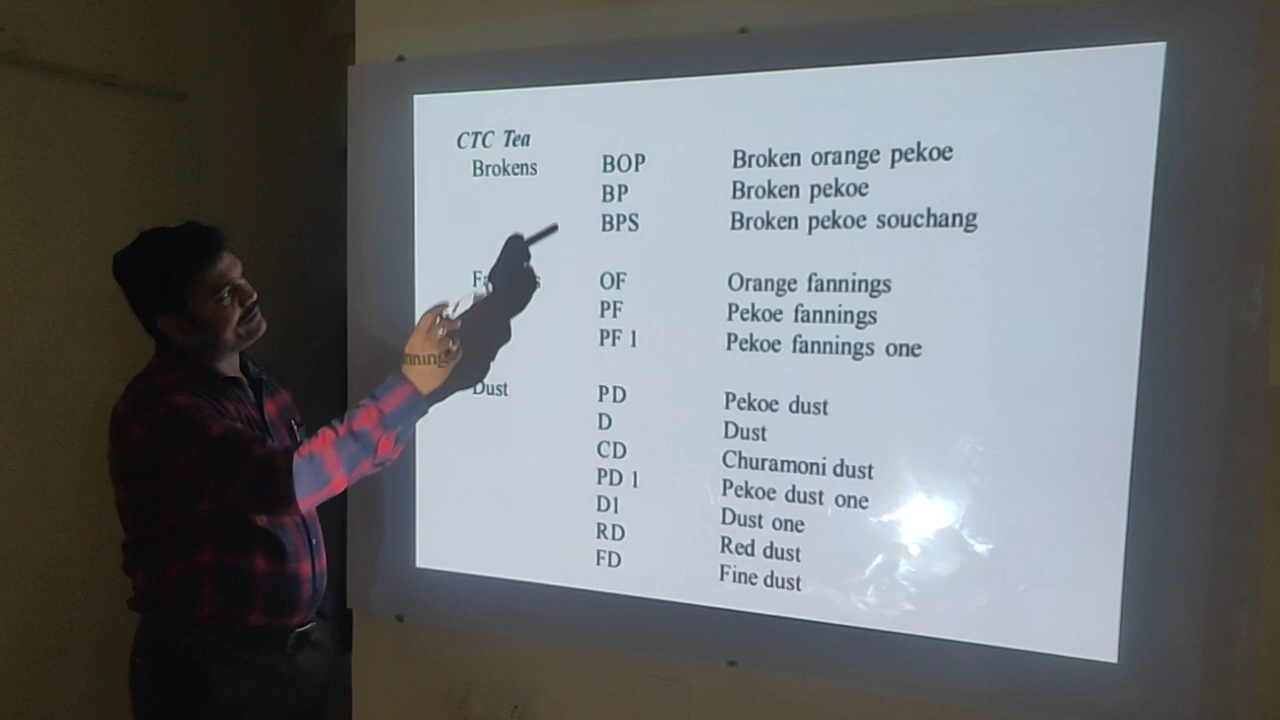 CTC Tea
Brokens BOP Broken orange pekoe
BP Broken pekoe
BPS Broken pekoe souchang
OF Orange fannings
PF Pekoe fannings
PF 1 Pekoe fannings one
Dust PD Pekoe dust
D Dust
CD Churamoni dust
PD 1 Pekoe dust one
D1 Dust one
RD Red dust
FD Fine dust